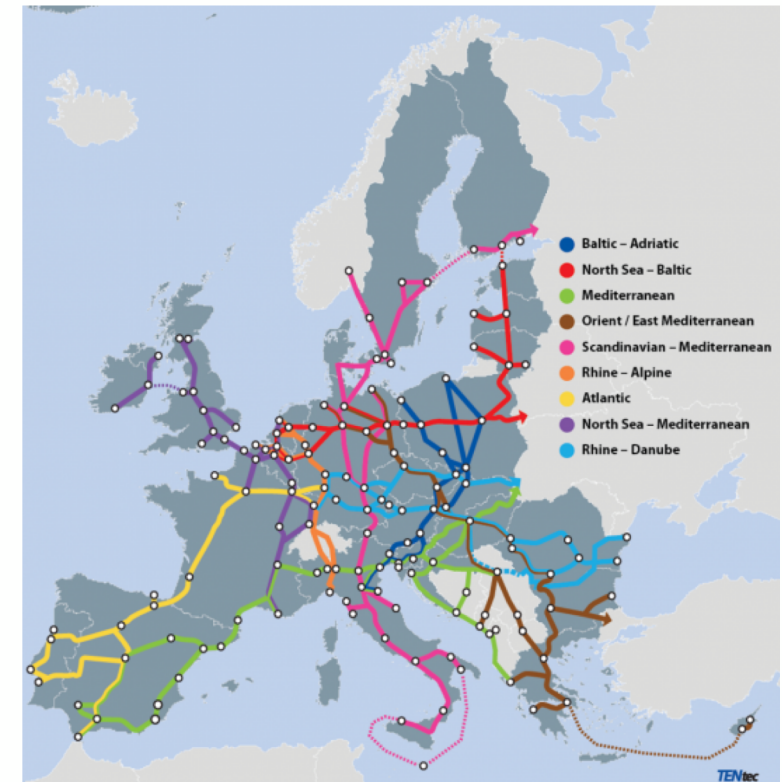 Baltic – Adriatic
North Sea – Baltic
Mediterranean
Orient / East Mediterranean
Scandinavian – Mediterranean
Rhine – Alpine
Atlantic
North Sea – Mediterranean
Rhine – Danube
TENtec